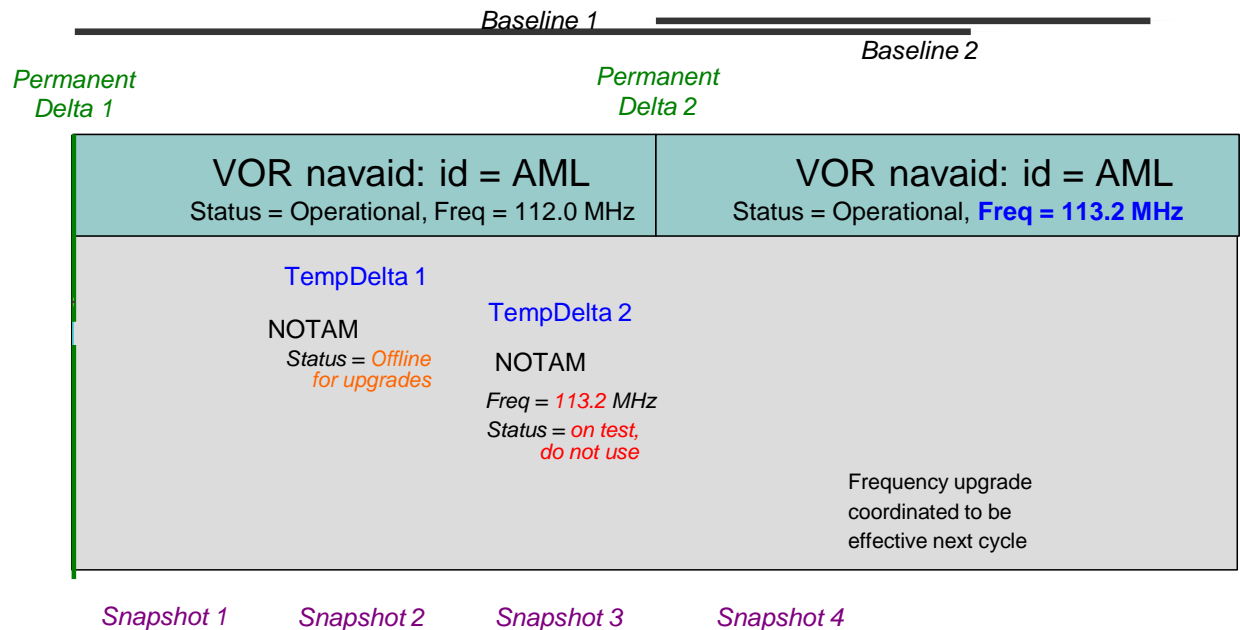 Baseline 1
Baseline 2
Permanent
Delta 1
Permanent
Delta 2
VOR navaid: id = AML
Status = Operational, Freq = 112.0 MHz
VOR navaid: id = AML
Status = Operational, Freq = 113.2 MHz
TempDelta 1
NOTAM
Status = Offline
for upgrades
TempDelta 2
NOTAM
Freq = 113.2 MHz
Status = on test,
do not use
Frequency upgrade
coordinated to be
effective next cycle
Snapshot 1
Snapshot 2
Snapshot 3
Snapshot 4